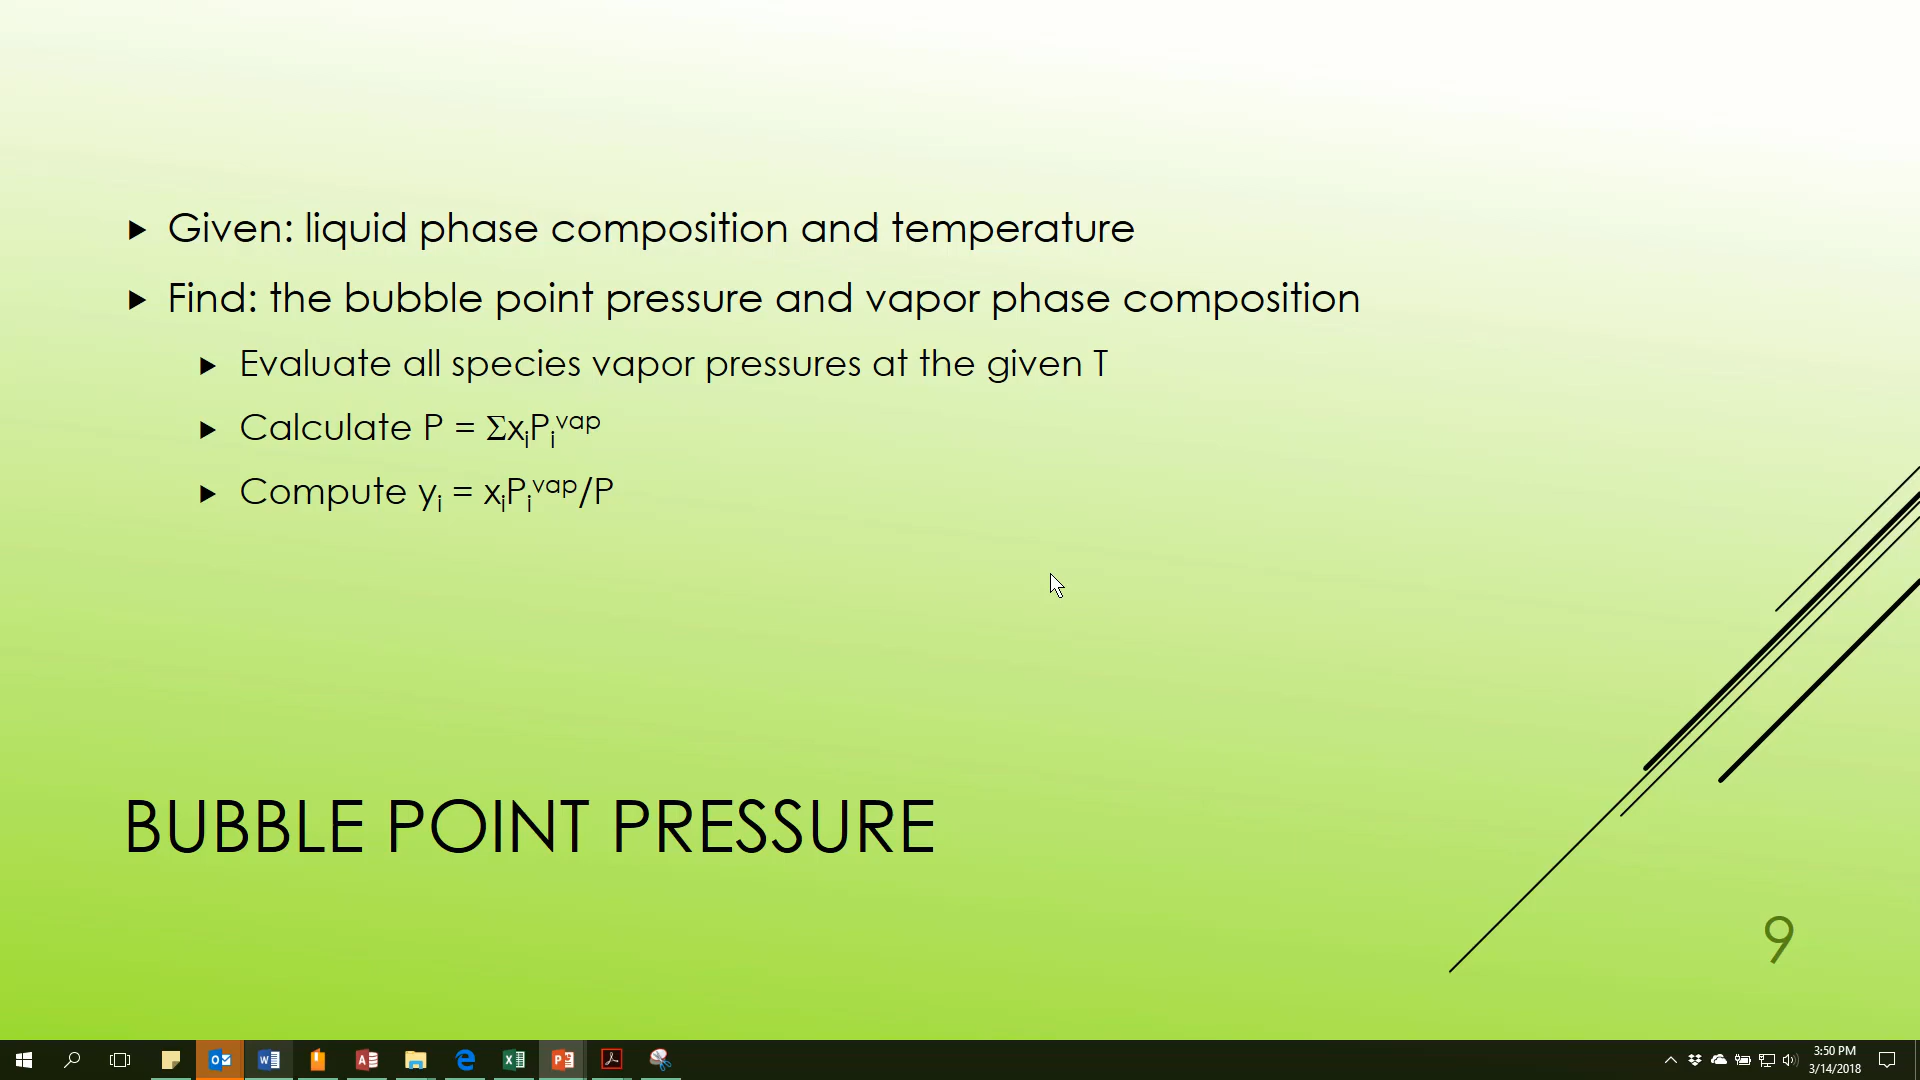 Given: liquid phase composition and temperature
Find: the bubble point pressure and vapor phase composition
Evaluate all species vapor pressures at the given T
Calculate P = ΣxᵢPᵢᵛᵃᵖ
Compute yᵢ = xᵢPᵢᵛᵃᵖ/P
BUBBLE POINT PRESSURE
9
3:50 PM
3/14/2018